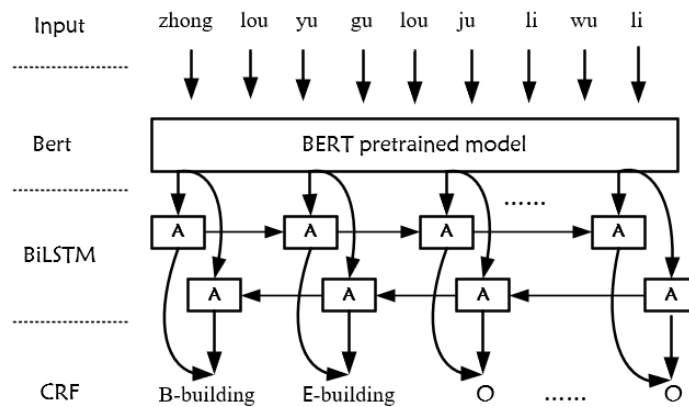 Input zhong lou yu gu lou ju li wu li
Bert BERT pretrained model
......
A A A A
BiLSTM
A A A A
CRF B-building E-building O ...... O